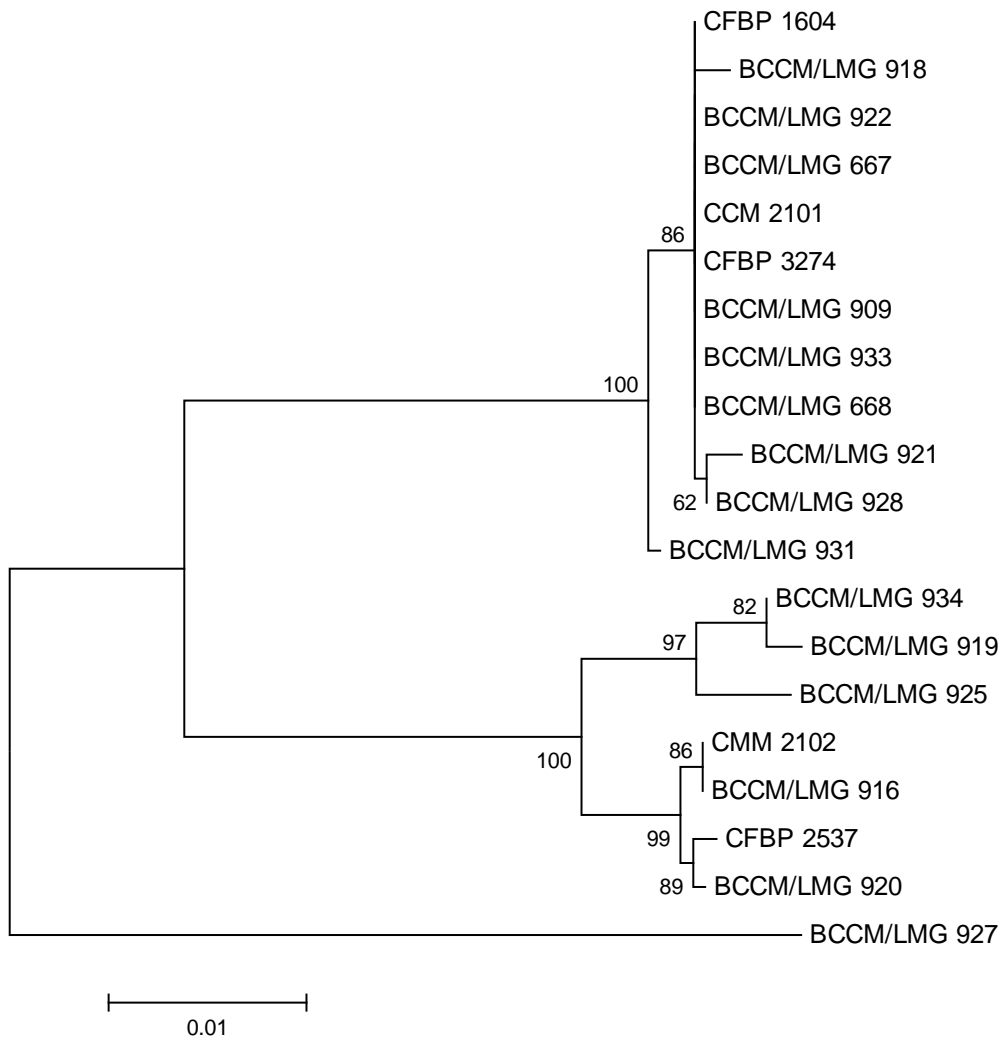 CFBP 1604
BCCM/LMG 918
BCCM/LMG 922
BCCM/LMG 667
CCM 2101
86
CFBP 3274
BCCM/LMG 909
BCCM/LMG 933
100
BCCM/LMG 668
BCCM/LMG 921
62
BCCM/LMG 928
BCCM/LMG 931
BCCM/LMG 934
82
97
BCCM/LMG 919
BCCM/LMG 925
CMM 2102
86
100
BCCM/LMG 916
CFBP 2537
99
89
BCCM/LMG 920
BCCM/LMG 927
0.01